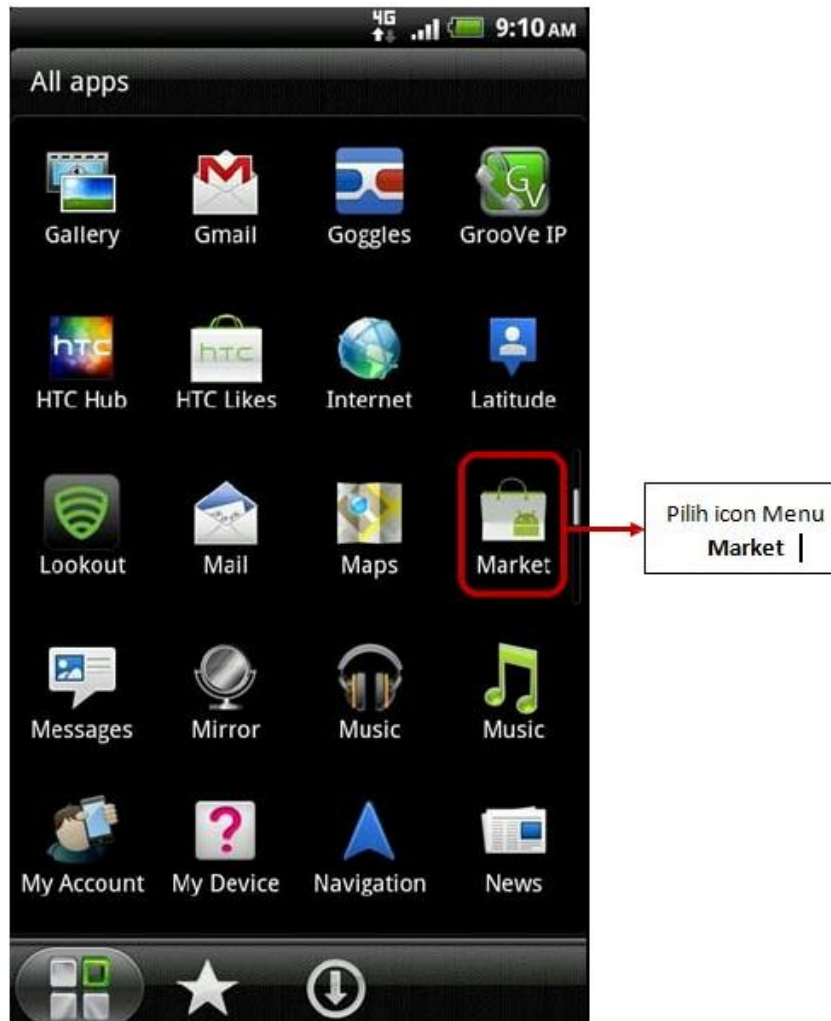 4G 9:10 AM
All apps
Gallery Gmail Goggles GrooVe IP
GV
hTC hTC
HTC Hub HTC Likes Internet Latitude
Lookout Mail Maps Market
Pilih icon Menu
Market
Messages Mirror Music Music
?
My Account My Device Navigation News